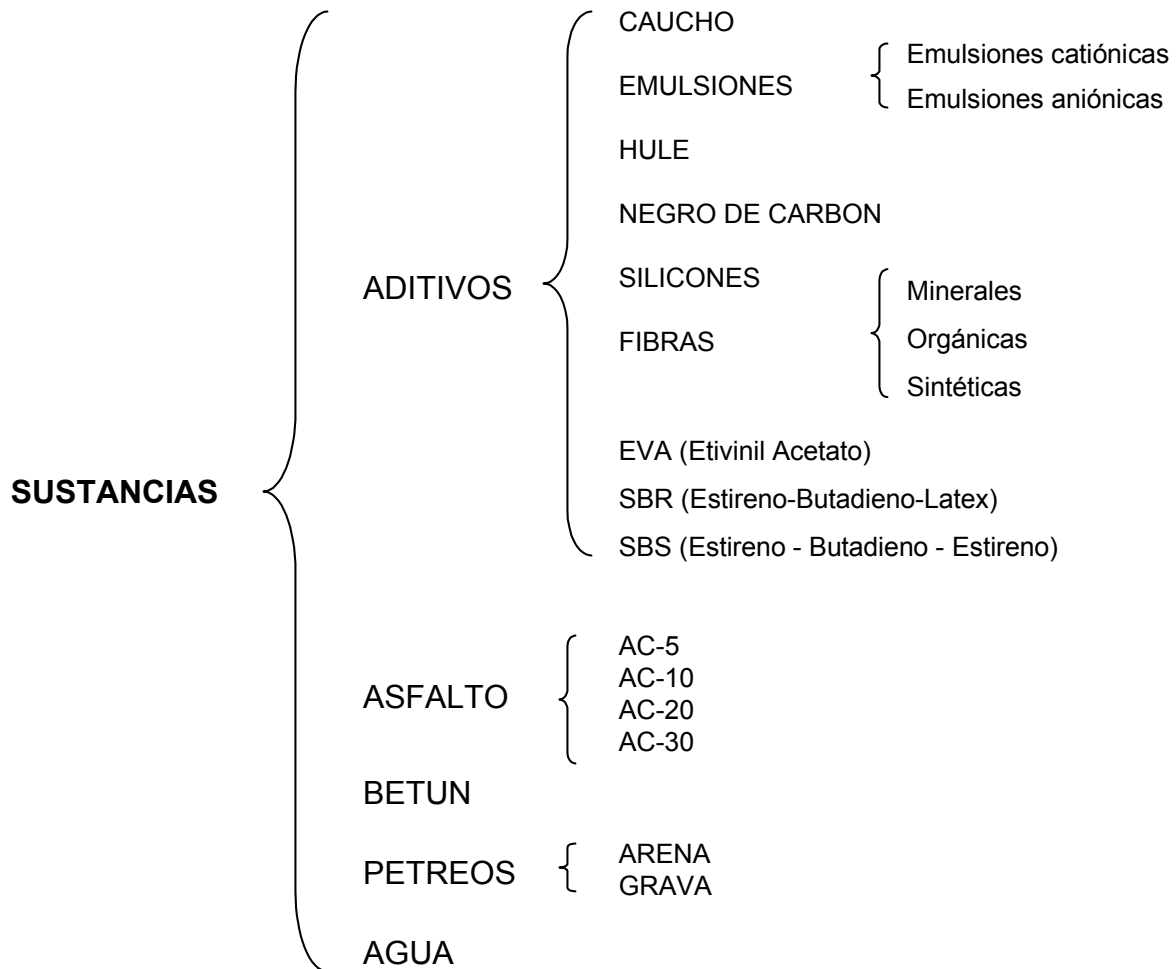 SUSTANCIAS
ADITIVOS
CAUCHO
EMULSIONES
Emulsiones catiónicas
Emulsiones aniónicas
HULE
NEGRO DE CARBON
SILICONES
FIBRAS
Minerales
Orgánicas
Sintéticas
EVA (Etivinil Acetato)
SBR (Estireno-Butadieno-Latex)
SBS (Estireno - Butadieno - Estireno)
ASFALTO
AC-5
AC-10
AC-20
AC-30
BETUN
PETREOS
ARENA
GRAVA
AGUA